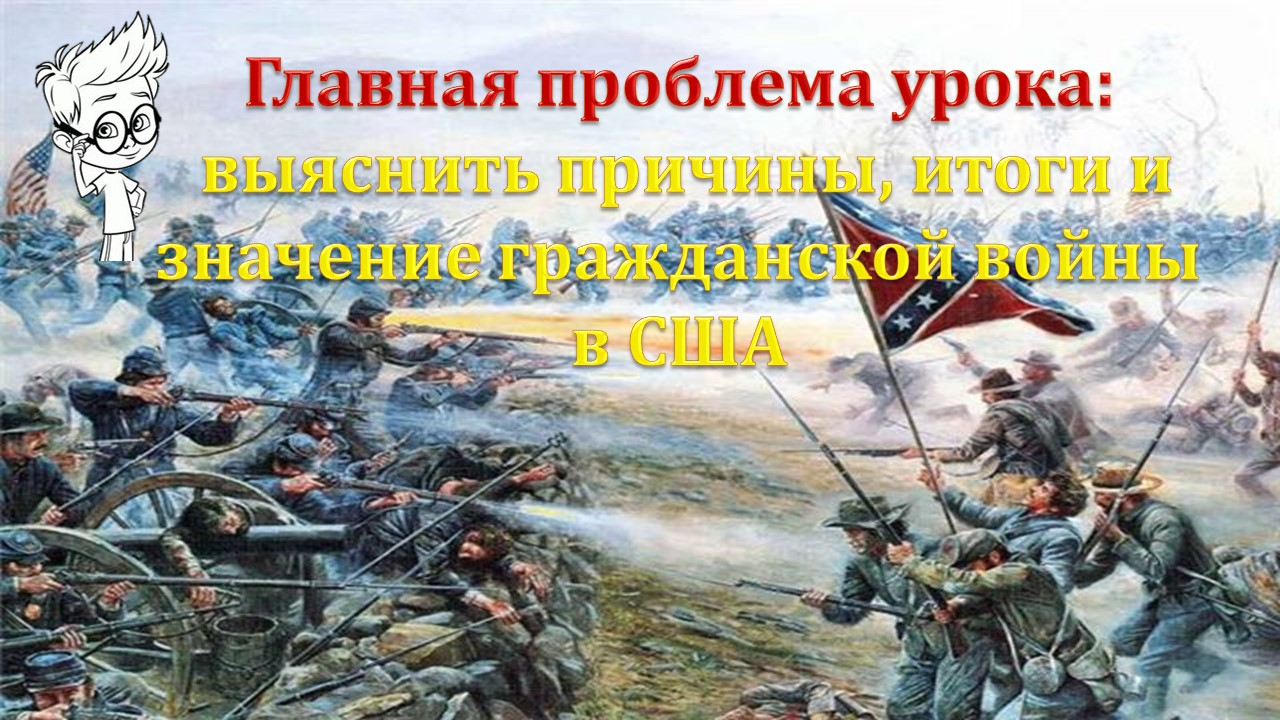 Главная проблема урока:
выяснить причины, итоги и
значение гражданской войны
в США